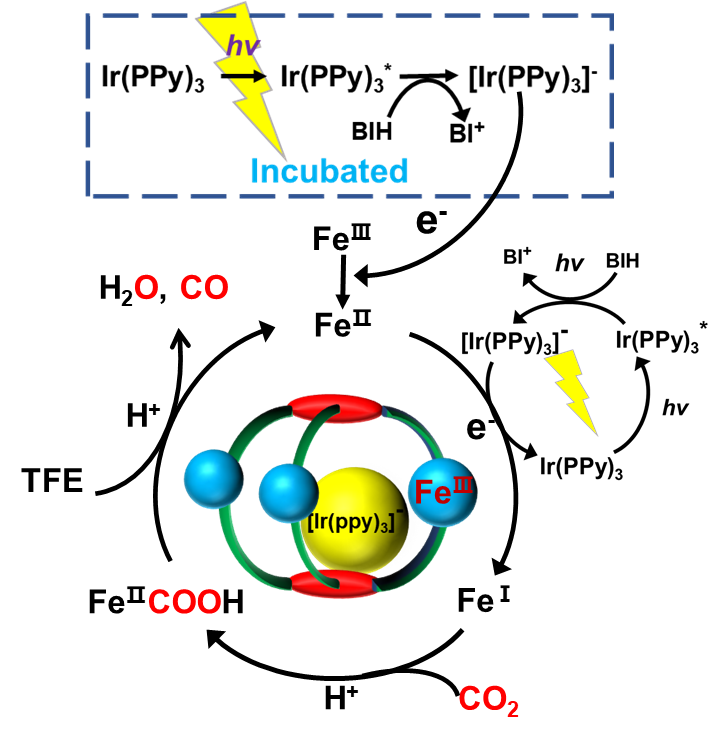 hv
Ir(PPy)₃ Ir(PPy)₃* [Ir(PPy)₃]⁻
BIH BI⁺
Incubated
e⁻
Feᴵᴵᴵ
H₂O, CO
Feᴵᴵ
BI⁺ hv BIH
[Ir(PPy)₃]⁻ Ir(PPy)₃*
H⁺
e⁻
hv
Ir(PPy)₃
TFE
Feᴵᴵᴵ
[Ir(ppy)₃]⁻
FeᴵᴵCOOH
Feᴵ
H⁺
CO₂